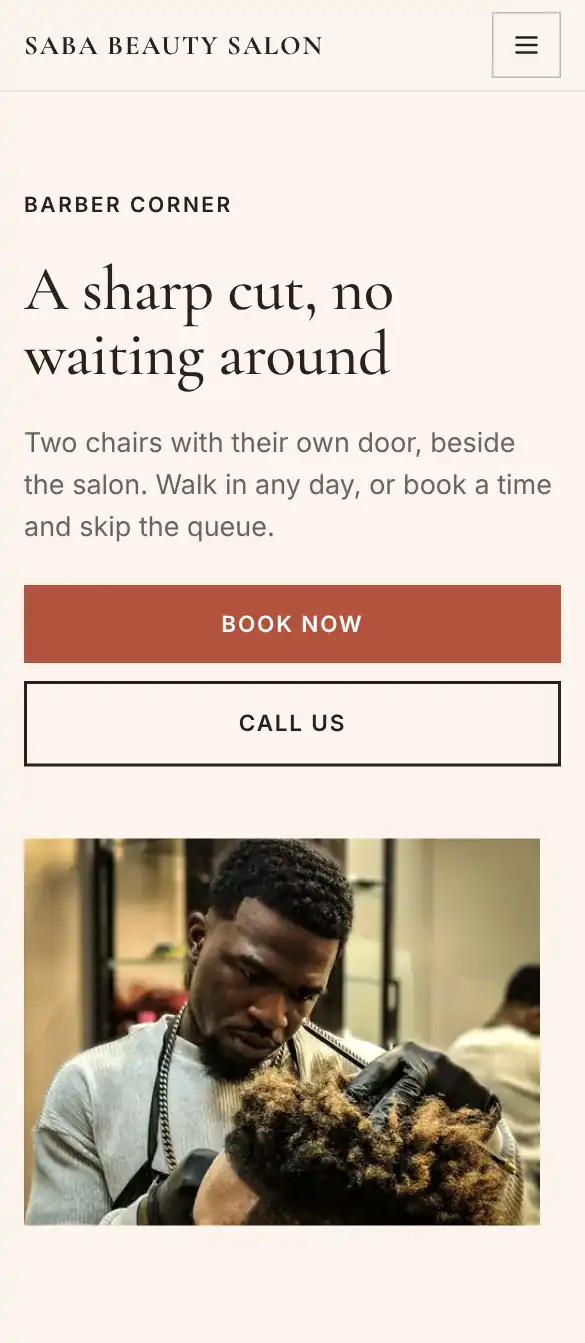 SABA BEAUTY SALON
BARBER CORNER
A sharp cut, no
waiting around
Two chairs with their own door, beside
the salon. Walk in any day, or book a time
and skip the queue.
BOOK NOW
CALL US